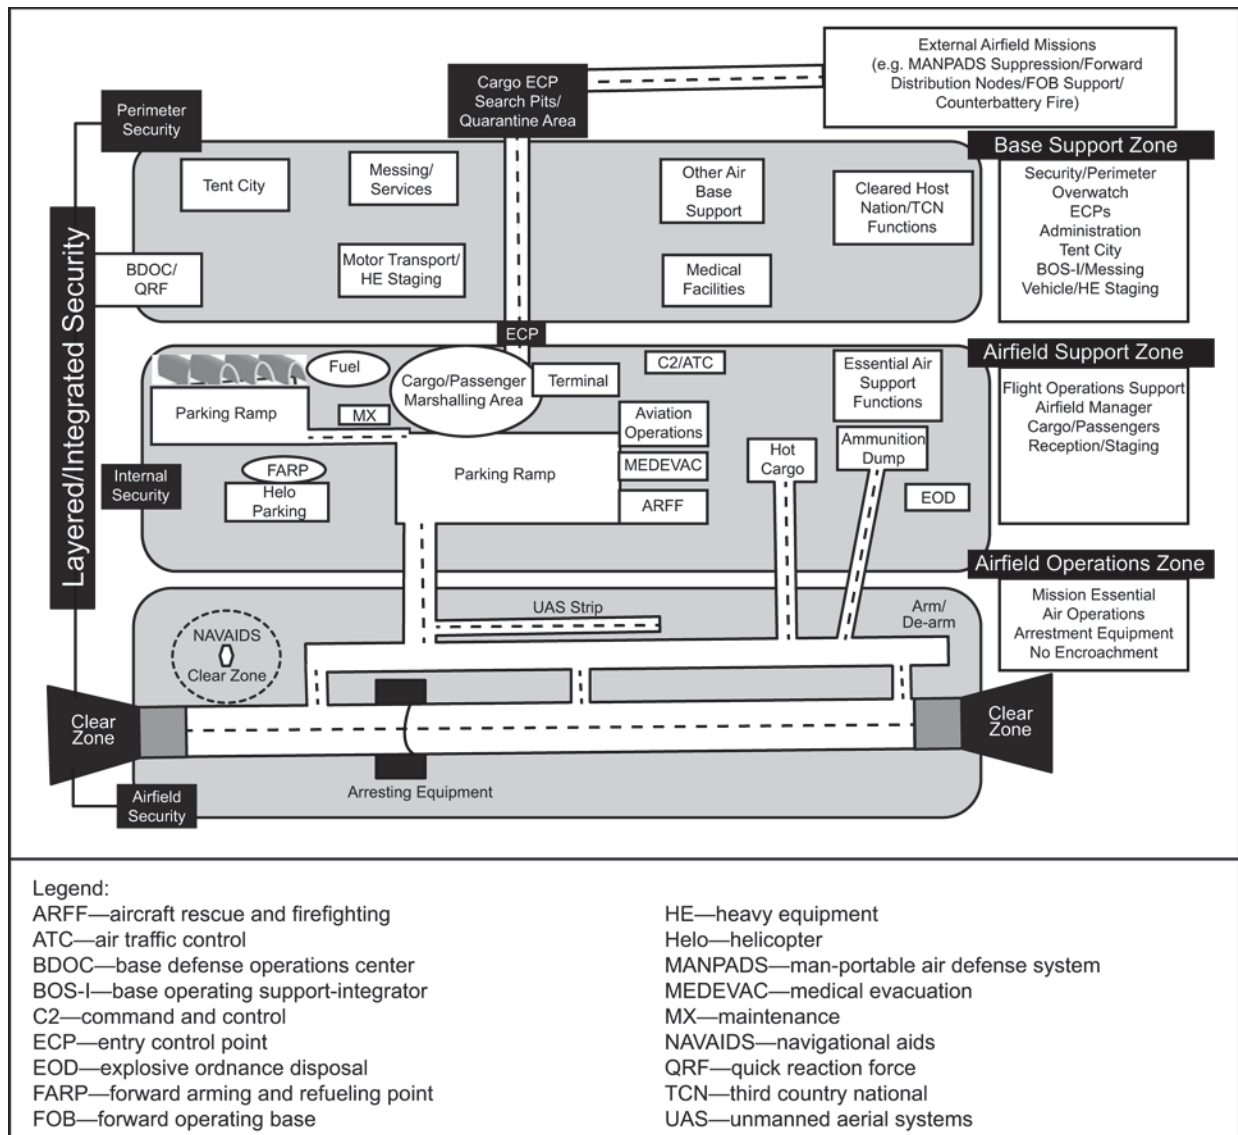 External Airfield Missions
(e.g. MANPADS Suppression/Forward
Distribution Nodes/FOB Support/
Counterbattery Fire)
Cargo ECP
Search Pits/
Quarantine Area
Perimeter
Security
Layered/Integrated Security
Tent City
Messing/
Services
Other Air
Base
Support
Cleared Host
Nation/TCN
Functions
BDOC/
QRF
Motor Transport/
HE Staging
Medical
Facilities
Base Support Zone
Security/Perimeter
Overwatch
ECPs
Administration
Tent City
BOS-I/Messing
Vehicle/HE Staging
ECP
Fuel
Cargo/Passenger
Marshalling Area
Terminal
C2/ATC
Essential Air
Support
Functions
Parking Ramp
MX
Aviation
Operations
Hot
Cargo
Ammunition
Dump
Internal
Security
FARP
Helo
Parking
Parking Ramp
MEDEVAC
ARFF
EOD
Airfield Support Zone
Flight Operations Support
Airfield Manager
Cargo/Passengers
Reception/Staging
Airfield Operations Zone
Mission Essential
Air Operations
Arrestment Equipment
No Encroachment
NAVAIDS
Clear Zone
UAS Strip
Arm/
De-arm
Clear
Zone
Clear
Zone
Arresting Equipment
Airfield
Security
Legend:
ARFF—aircraft rescue and firefighting
ATC—air traffic control
BDOC—base defense operations center
BOS-I—base operating support-integrator
C2—command and control
ECP—entry control point
EOD—explosive ordnance disposal
FARP—forward arming and refueling point
FOB—forward operating base
HE—heavy equipment
Helo—helicopter
MANPADS—man-portable air defense system
MEDEVAC—medical evacuation
MX—maintenance
NAVAIDS—navigational aids
QRF—quick reaction force
TCN—third country national
UAS—unmanned aerial systems